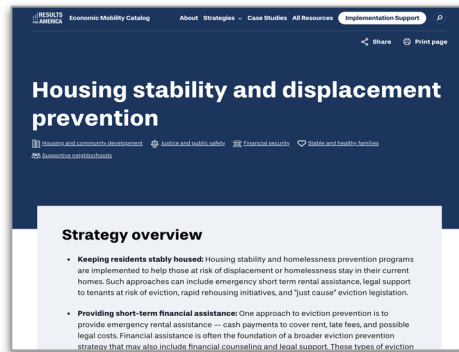 RESULTS FOR AMERICA Economic Mobility Catalog About Strategies Case Studies All Resources Implementation Support
Share Print page
Housing stability and displacement
prevention
Housing and community development Justice and public safety Financial security Stable and healthy families
Supportive neighborhoods
Strategy overview
• Keeping residents stably housed: Housing stability and homelessness prevention programs
are implemented to help those at risk of displacement or homelessness stay in their current
homes. Such approaches can include emergency short term rental assistance, legal support
to tenants at risk of eviction, rapid rehousing initiatives, and "just cause" eviction legislation.
• Providing short-term financial assistance: One approach to eviction prevention is to
provide emergency rental assistance — cash payments to cover rent, late fees, and possible
legal costs. Financial assistance is often the foundation of a broader eviction prevention
strategy that may also include financial counseling and legal support. These types of eviction